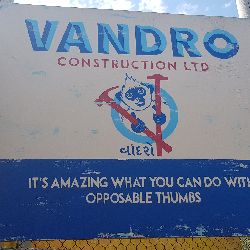 VANDRO
CONSTRUCTION LTD
વાંદરો
IT'S AMAZING WHAT YOU CAN DO WITH
OPPOSABLE THUMBS